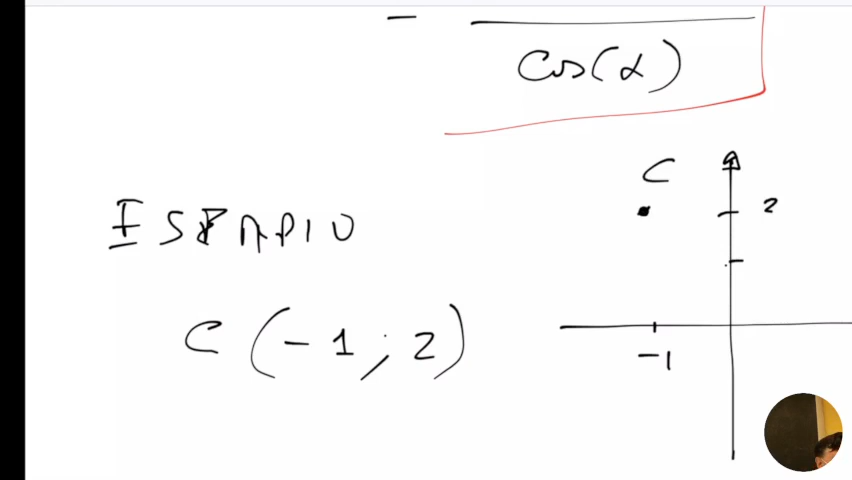 cos(α)
C
2
ESEMPIO
C (-1; 2)
-1